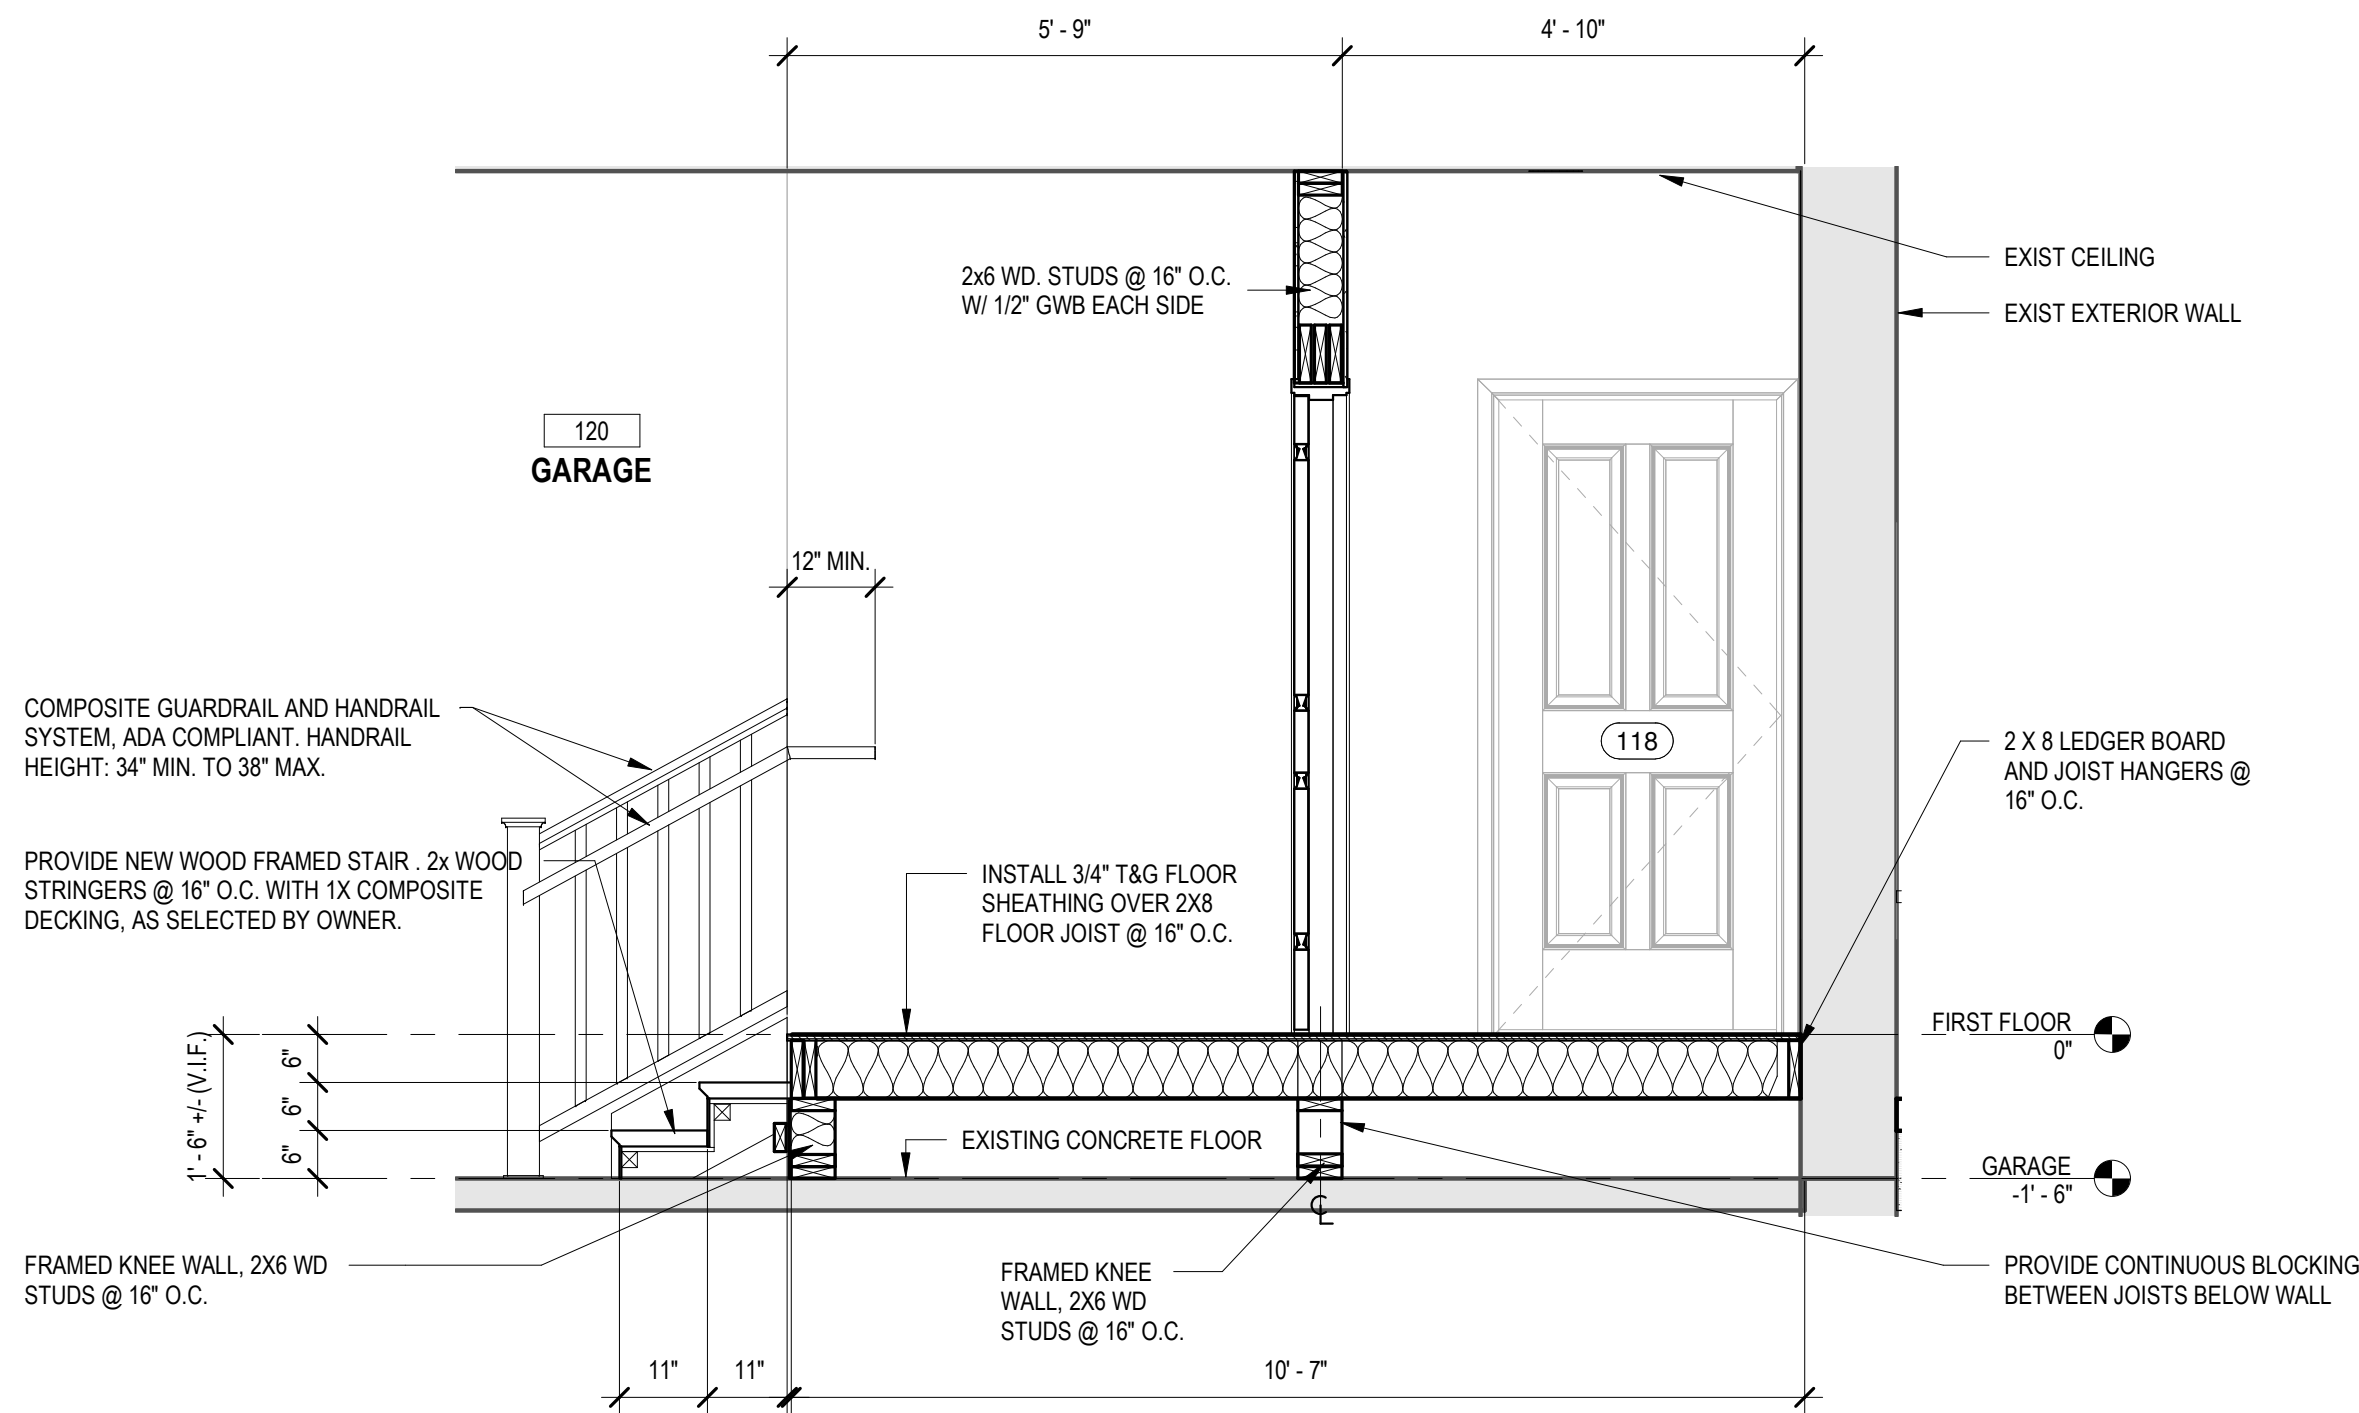 5' - 9"
4' - 10"
2x6 WD. STUDS @ 16" O.C.
W/ 1/2" GWB EACH SIDE
EXIST CEILING
EXIST EXTERIOR WALL
120
GARAGE
12" MIN.
COMPOSITE GUARDRAIL AND HANDRAIL
SYSTEM, ADA COMPLIANT. HANDRAIL
HEIGHT: 34" MIN. TO 38" MAX.
118
2 X 8 LEDGER BOARD
AND JOIST HANGERS @
16" O.C.
PROVIDE NEW WOOD FRAMED STAIR . 2x WOOD
STRINGERS @ 16" O.C. WITH 1X COMPOSITE
DECKING, AS SELECTED BY OWNER.
INSTALL 3/4" T&G FLOOR
SHEATHING OVER 2X8
FLOOR JOIST @ 16" O.C.
FIRST FLOOR
0"
1' - 6" +/- (V.I.F.)
6"
6"
6"
EXISTING CONCRETE FLOOR
GARAGE
-1' - 6"
CL
FRAMED KNEE WALL, 2X6 WD
STUDS @ 16" O.C.
FRAMED KNEE
WALL, 2X6 WD
STUDS @ 16" O.C.
PROVIDE CONTINUOUS BLOCKING
BETWEEN JOISTS BELOW WALL
11"
11"
10' - 7"